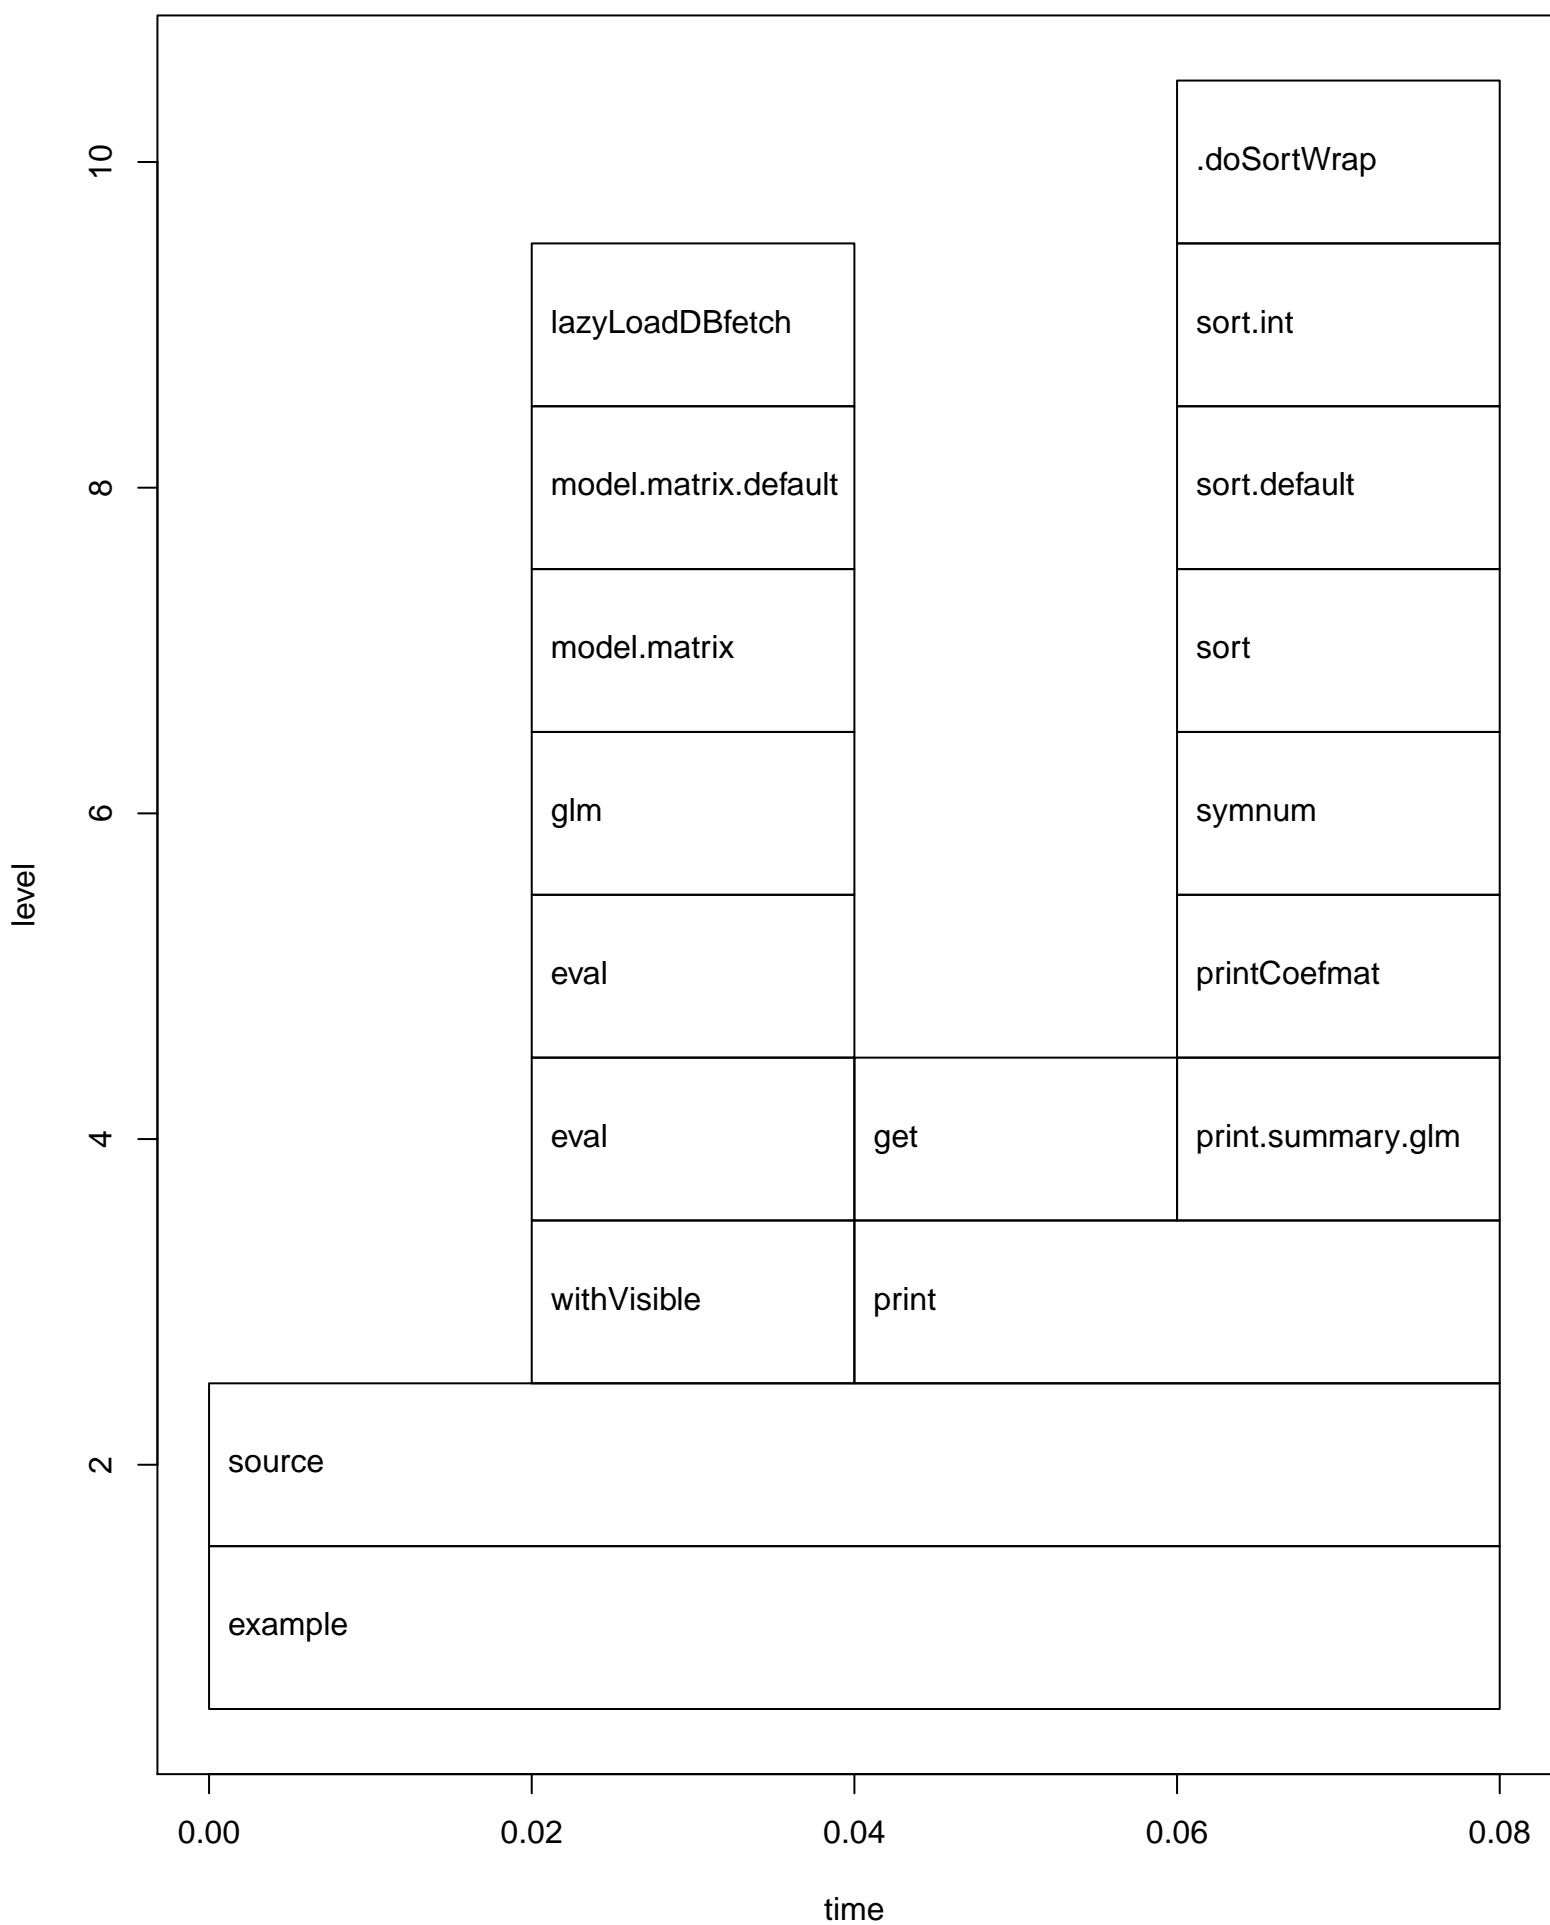 10
.doSortWrap
lazyLoadDBfetch
sort.int
8
model.matrix.default
sort.default
model.matrix
sort
6
glm
symnum
level
eval
printCoefmat
4
eval
get
print.summary.glm
withVisible
print
2
source
example
0.00 0.02 0.04 0.06 0.08
time